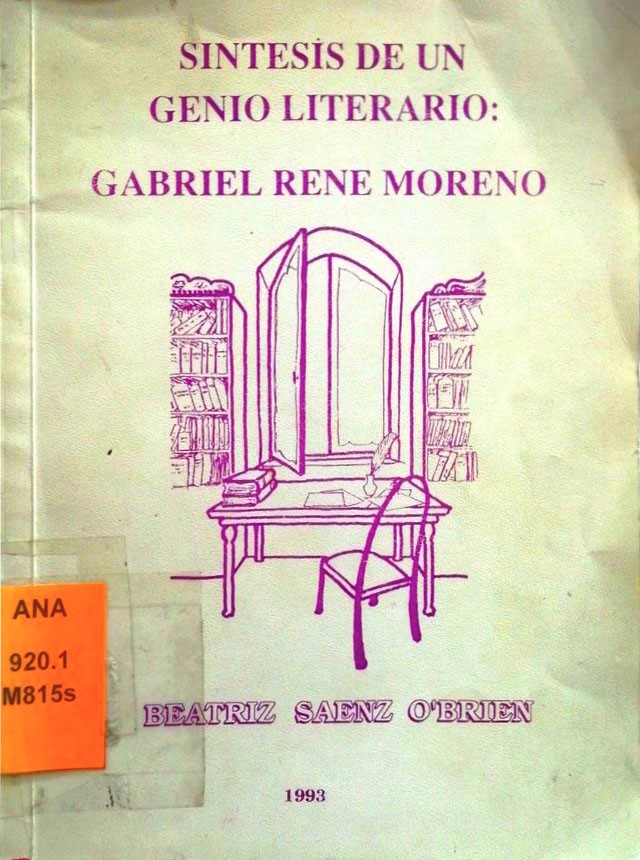 SINTESIS DE UN
GENIO LITERARIO:
GABRIEL RENE MORENO
ANA
920.1
M815s
BEATRIZ SAENZ O'BRIEN
1993